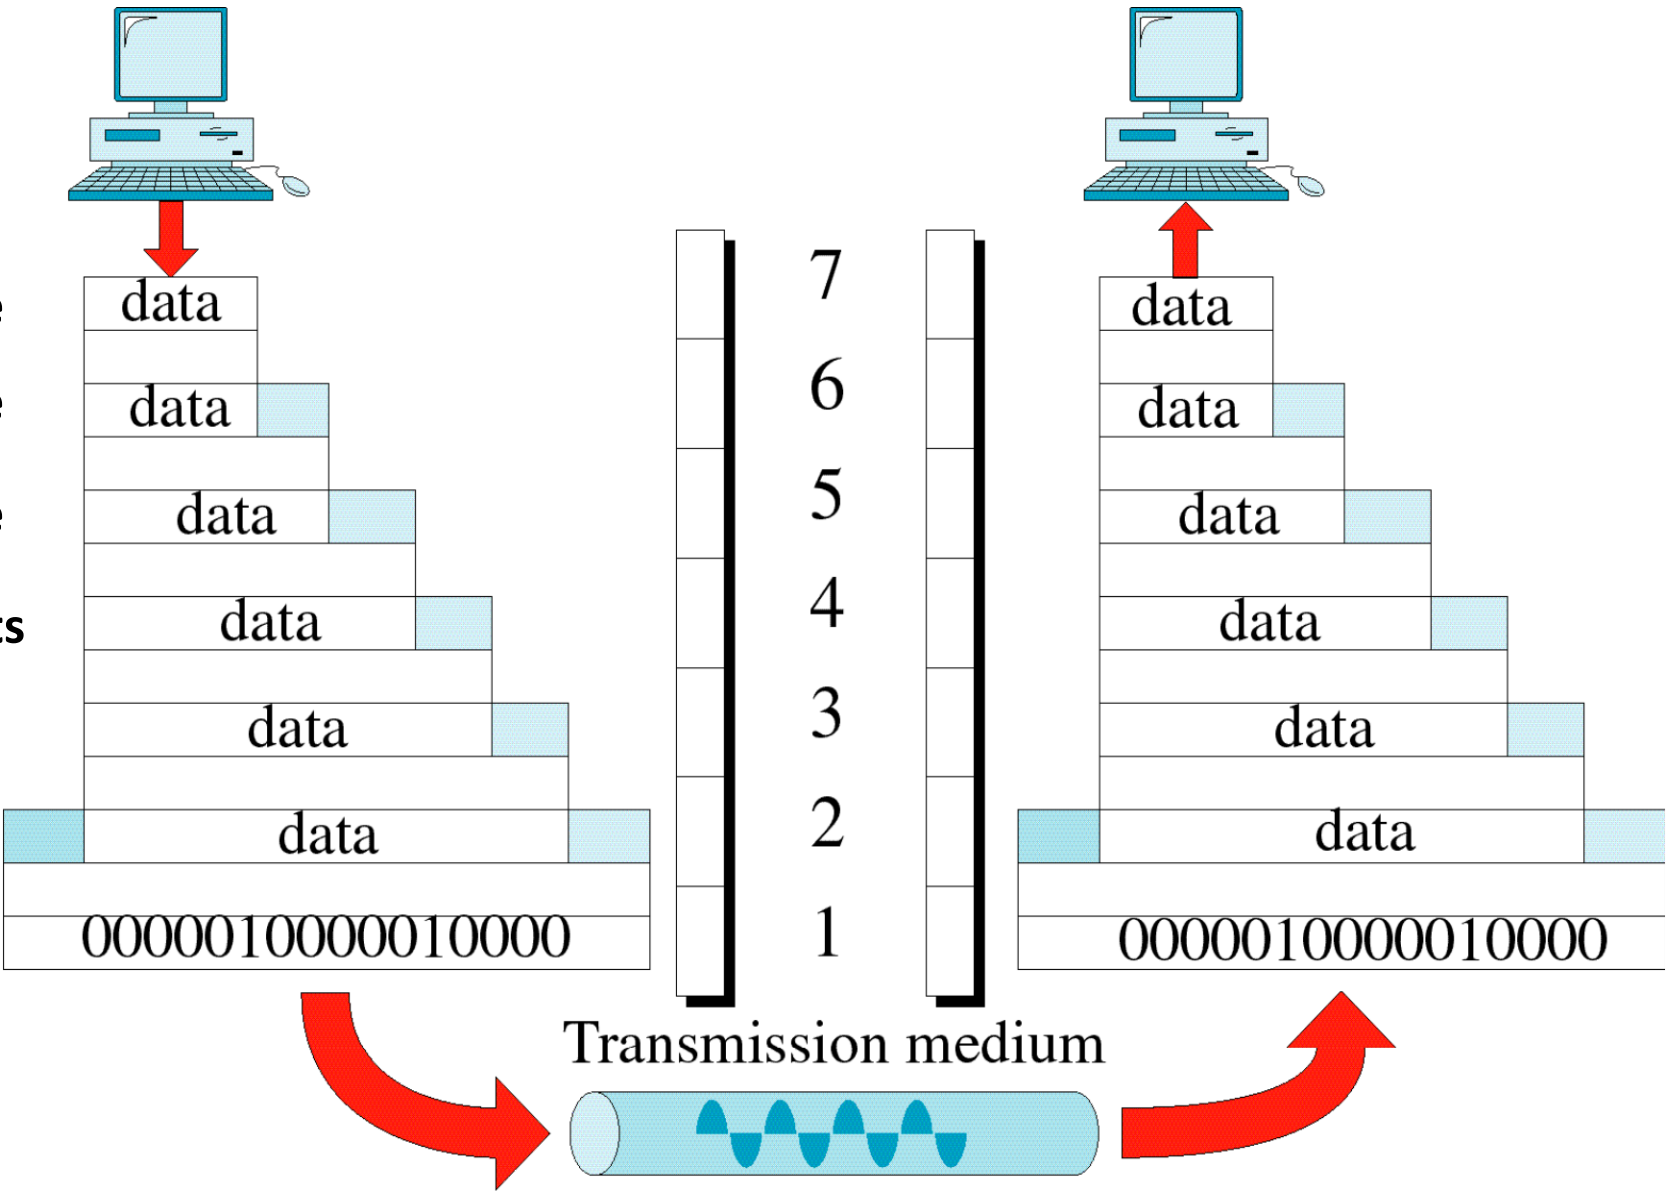 data
data
data
data
data
data
0000010000010000
7
6
5
4
3
2
1
data
data
data
data
data
data
0000010000010000
Transmission medium
e
e
e
ts